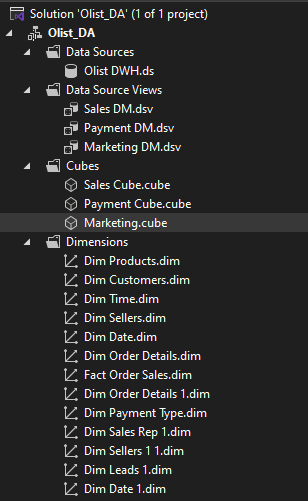 Solution 'Olist_DA' (1 of 1 project)
Olist_DA
Data Sources
Olist DWH.ds
Data Source Views
Sales DM.dsv
Payment DM.dsv
Marketing DM.dsv
Cubes
Sales Cube.cube
Payment Cube.cube
Marketing.cube
Dimensions
Dim Products.dim
Dim Customers.dim
Dim Time.dim
Dim Sellers.dim
Dim Date.dim
Dim Order Details.dim
Fact Order Sales.dim
Dim Order Details 1.dim
Dim Payment Type.dim
Dim Sales Rep 1.dim
Dim Sellers 1 1.dim
Dim Leads 1.dim
Dim Date 1.dim